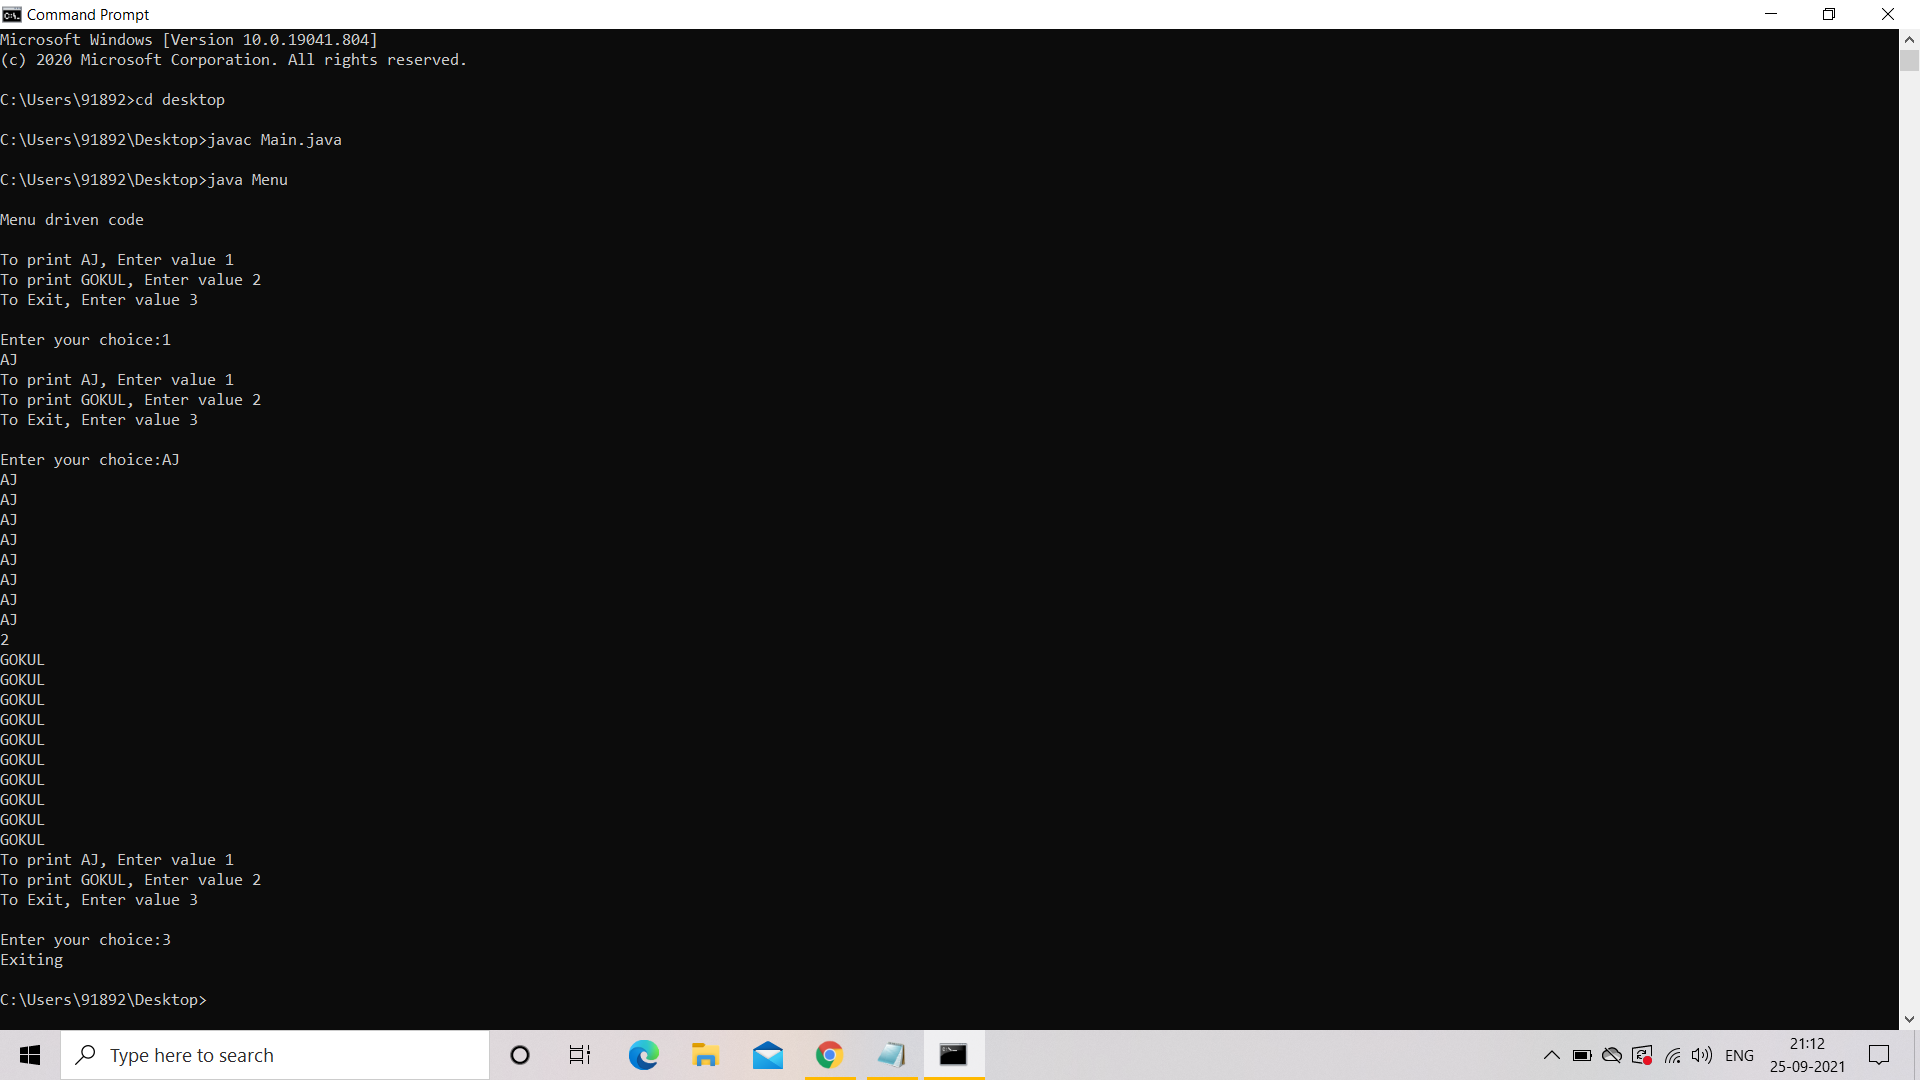 Command Prompt
Microsoft Windows [Version 10.0.19041.804]
(c) 2020 Microsoft Corporation. All rights reserved.
C:\Users\91892>cd desktop
C:\Users\91892\Desktop>javac Main.java
C:\Users\91892\Desktop>java Menu
Menu driven code
To print AJ, Enter value 1
To print GOKUL, Enter value 2
To Exit, Enter value 3
Enter your choice:1
AJ
To print AJ, Enter value 1
To print GOKUL, Enter value 2
To Exit, Enter value 3
Enter your choice:AJ
AJ
AJ
AJ
AJ
AJ
AJ
AJ
AJ
2
GOKUL
GOKUL
GOKUL
GOKUL
GOKUL
GOKUL
GOKUL
GOKUL
GOKUL
GOKUL
To print AJ, Enter value 1
To print GOKUL, Enter value 2
To Exit, Enter value 3
Enter your choice:3
Exiting
C:\Users\91892\Desktop>
Type here to search
ENG
21:12
25-09-2021